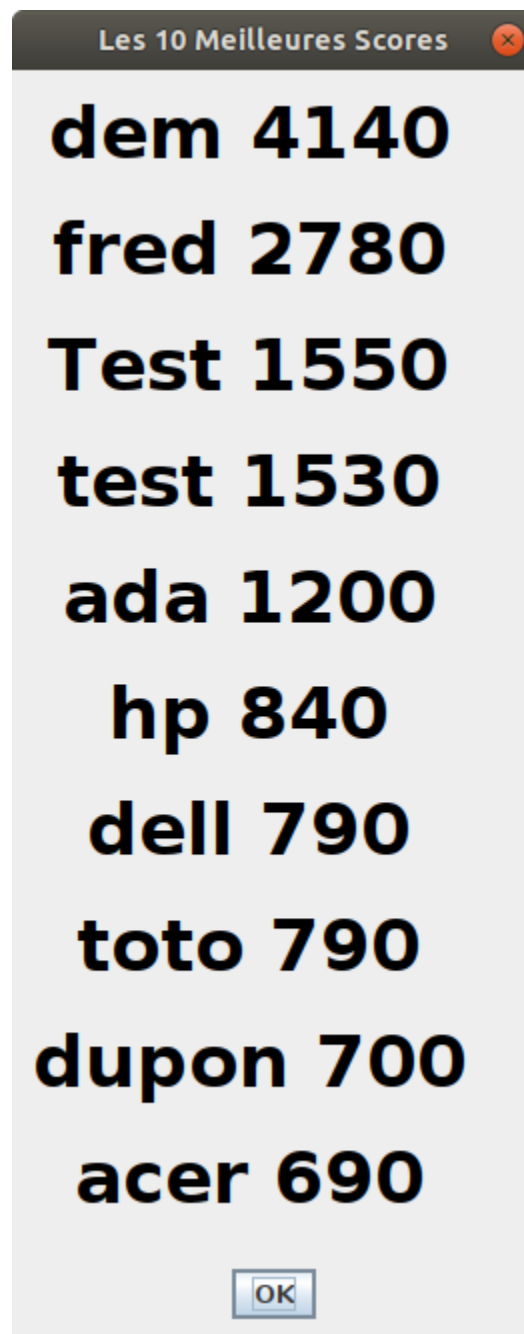 Les 10 Meilleures Scores
dem 4140
fred 2780
Test 1550
test 1530
ada 1200
hp 840
dell 790
toto 790
dupon 700
acer 690
OK